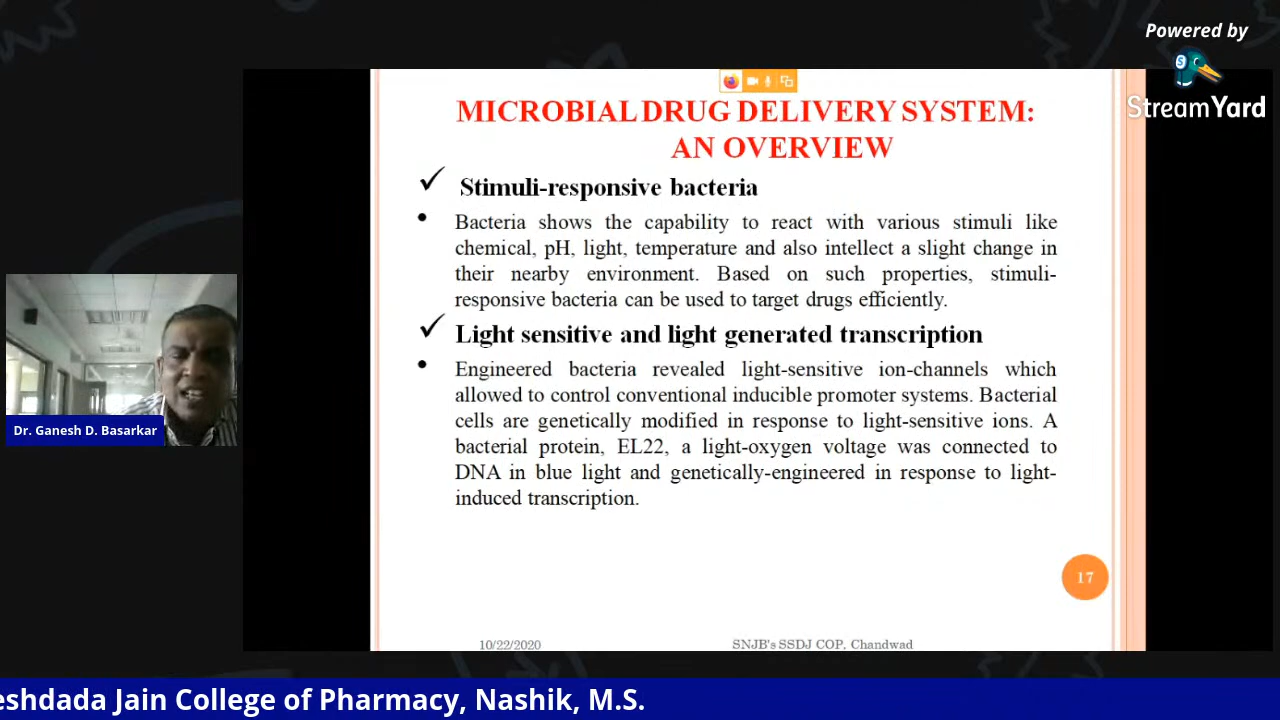 Powered by
StreamYard
MICROBIAL DRUG DELIVERY SYSTEM:
AN OVERVIEW
✓ Stimuli-responsive bacteria
• Bacteria shows the capability to react with various stimuli like
chemical, pH, light, temperature and also intellect a slight change in
their nearby environment. Based on such properties, stimuli-
responsive bacteria can be used to target drugs efficiently.
✓ Light sensitive and light generated transcription
• Engineered bacteria revealed light-sensitive ion-channels which
allowed to control conventional inducible promoter systems. Bacterial
cells are genetically modified in response to light-sensitive ions. A
bacterial protein, EL22, a light-oxygen voltage was connected to
DNA in blue light and genetically-engineered in response to light-
induced transcription.
17
10/22/2020 SNJB's SSDJ COP, Chandwad
Dr. Ganesh D. Basarkar
eshdada Jain College of Pharmacy, Nashik, M.S.